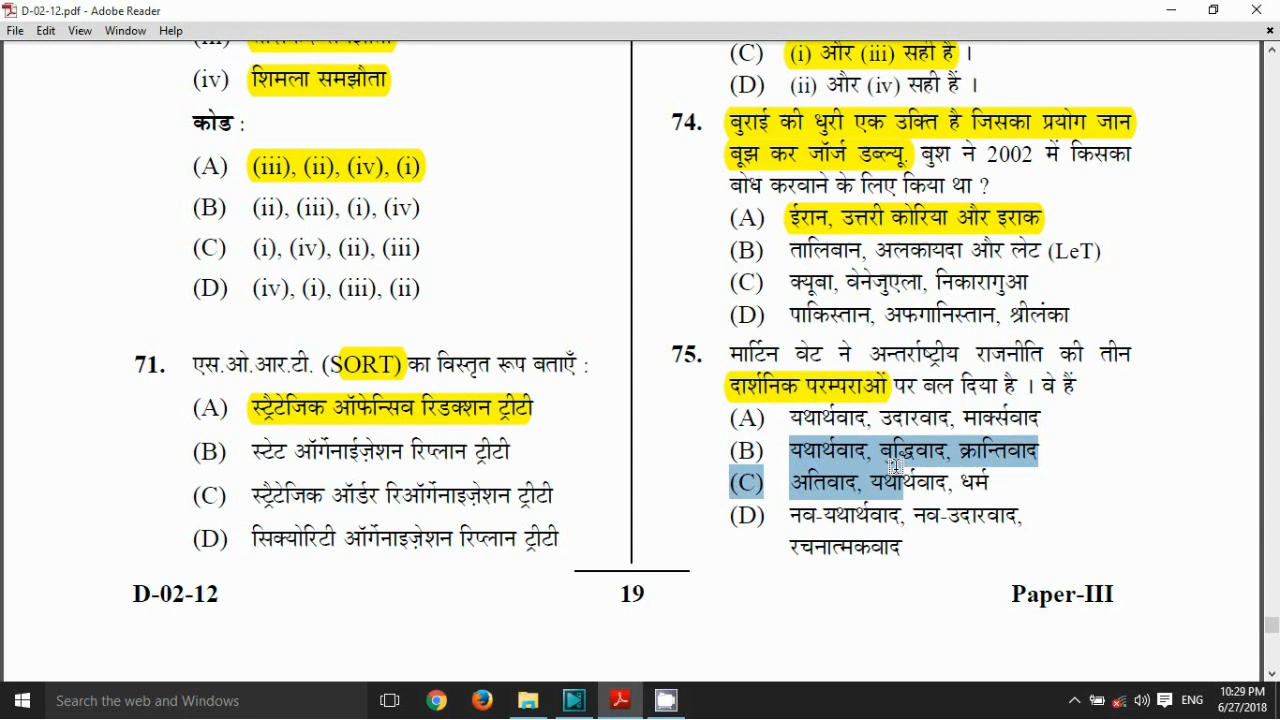 D-02-12.pdf - Adobe Reader
File Edit View Window Help
(iv) शिमला समझौता
कोड :
(A) (iii), (ii), (iv), (i)
(B) (ii), (iii), (i), (iv)
(C) (i), (iv), (ii), (iii)
(D) (iv), (i), (iii), (ii)
71. एस.ओ.आर.टी. (SORT) का विस्तृत रूप बताएँ :
(A) स्ट्रैटेजिक ऑफेन्सिव रिडक्शन ट्रीटी
(B) स्टेट ऑर्गेनाईज़ेशन रिप्लान ट्रीटी
(C) स्ट्रैटेजिक ऑर्डर रिऑर्गेनाइज़ेशन ट्रीटी
(D) सिक्योरिटी ऑर्गेनाइज़ेशन रिप्लान ट्रीटी
(C) (i) और (iii) सही हैं ।
(D) (ii) और (iv) सही हैं ।
74. बुराई की धुरी एक उक्ति है जिसका प्रयोग जान
बूझ कर जॉर्ज डब्ल्यू. बुश ने 2002 में किसका
बोध करवाने के लिए किया था ?
(A) ईरान, उत्तरी कोरिया और इराक
(B) तालिबान, अलकायदा और लेट (LeT)
(C) क्यूबा, वेनेजुएला, निकारागुआ
(D) पाकिस्तान, अफगानिस्तान, श्रीलंका
75. मार्टिन वेट ने अन्तर्राष्ट्रीय राजनीति की तीन
दार्शनिक परम्पराओं पर बल दिया है । वे हैं
(A) यथार्थवाद, उदारवाद, मार्क्सवाद
(B) यथार्थवाद, बुद्धिवाद, क्रान्तिवाद
(C) अतिवाद, यथार्थवाद, धर्म
(D) नव-यथार्थवाद, नव-उदारवाद,
रचनात्मकवाद
D-02-12 19 Paper-III
Search the web and Windows
ENG
10:29 PM
6/27/2018